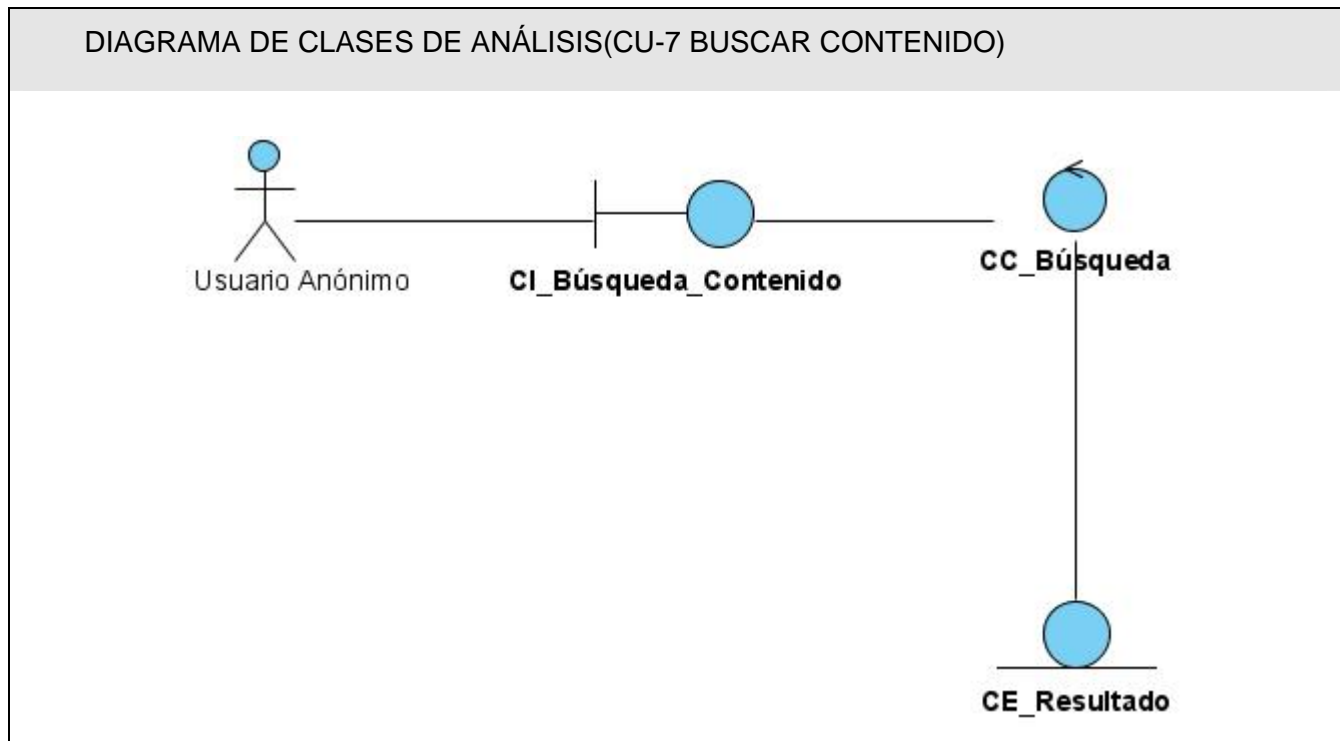 DIAGRAMA DE CLASES DE ANÁLISIS(CU-7 BUSCAR CONTENIDO)
Usuario Anónimo
CI_Búsqueda_Contenido
CC_Búsqueda
CE_Resultado